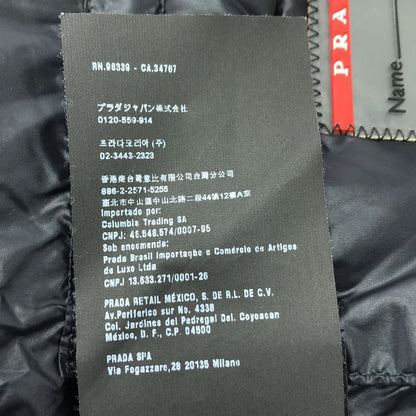 RN.96339 - CA.34767
プラダジャパン株式会社
0120-559-914
프라다코리아 (주)
02-3443-2323
香港商台灣普比有限公司台灣分公司
886-2-2571-5255
臺北市中山區中山北路二段44號12樓A室
Importado por:
Columbia Trading SA
CNPJ: 46.548.574/0007-95
Sob encomenda:
Prada Brasil Importação e Comércio de Artigos
de Luxo Ltda
CNPJ 13.633.271/0001-26
PRADA RETAIL MÉXICO, S. DE R.L. DE C.V.
Av.Periferico sur No. 4338
Col. Jardines del Pedregal Del. Coyoacan
México, D.F. C.P. 04500
PRADA SPA
Via Fogazzaro,28 20135 Milano
PRA
Name